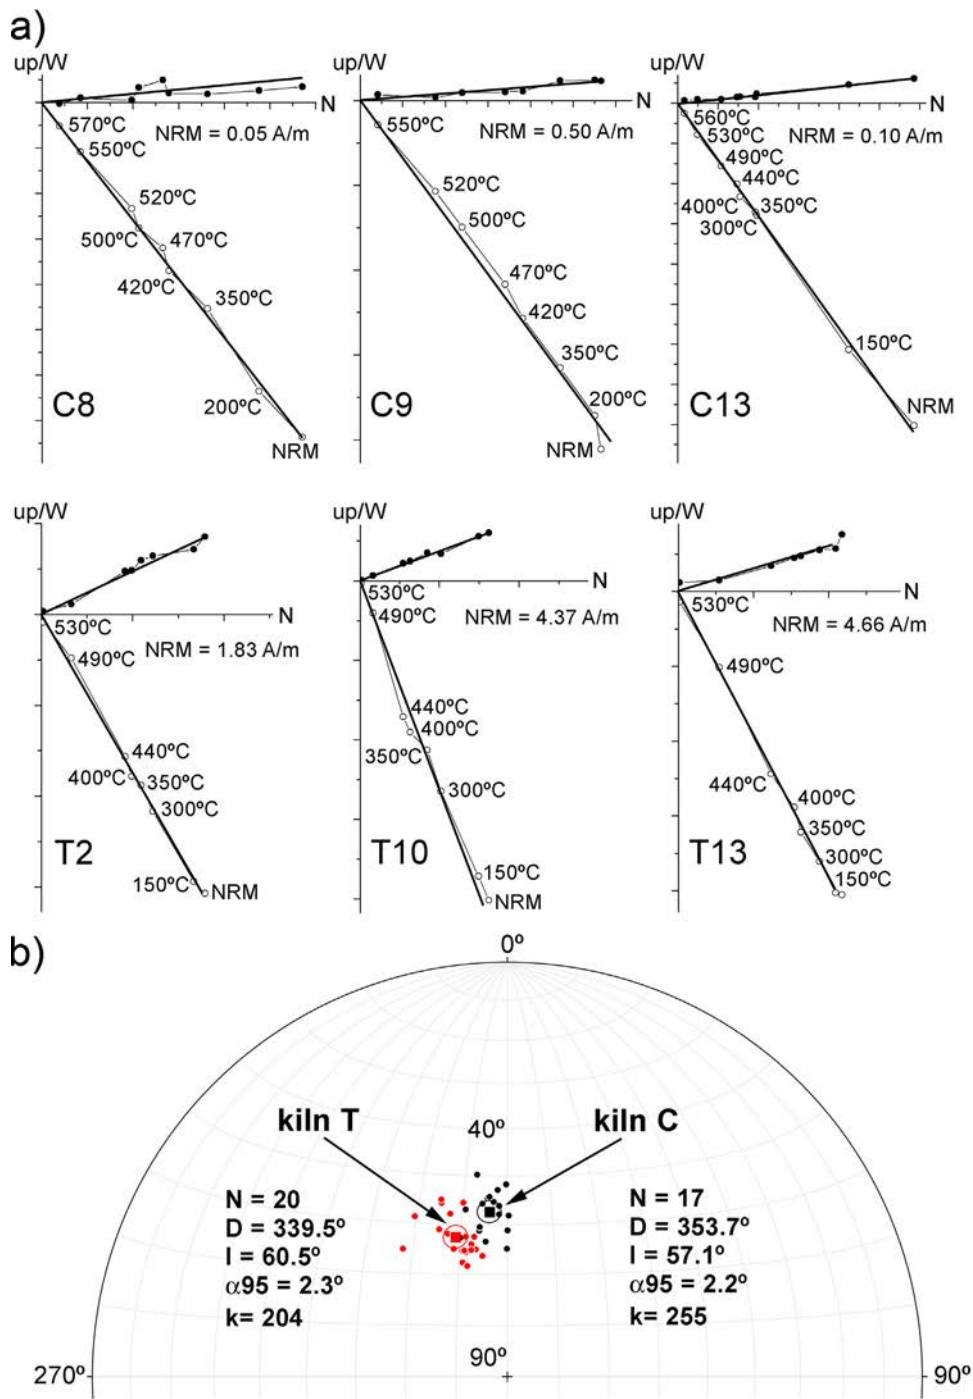 a)
up/W
N
NRM = 0.05 A/m
570ºC
550ºC
520ºC
500ºC
470ºC
420ºC
350ºC
200ºC
NRM
C8
up/W
N
NRM = 0.50 A/m
550ºC
520ºC
500ºC
470ºC
420ºC
350ºC
200ºC
NRM
C9
up/W
N
NRM = 0.10 A/m
560ºC
530ºC
490ºC
440ºC
400ºC
350ºC
300ºC
150ºC
NRM
C13
up/W
N
NRM = 1.83 A/m
530ºC
490ºC
440ºC
400ºC
350ºC
300ºC
150ºC
NRM
T2
up/W
N
NRM = 4.37 A/m
530ºC
490ºC
440ºC
400ºC
350ºC
300ºC
150ºC
NRM
T10
up/W
N
NRM = 4.66 A/m
530ºC
490ºC
440ºC
400ºC
350ºC
300ºC
150ºC
T13
b)
0º
kiln T
40º
kiln C
N = 20
D = 339.5º
I = 60.5º
α95 = 2.3º
k= 204
N = 17
D = 353.7º
I = 57.1º
α95 = 2.2º
k= 255
270º
90º
90º